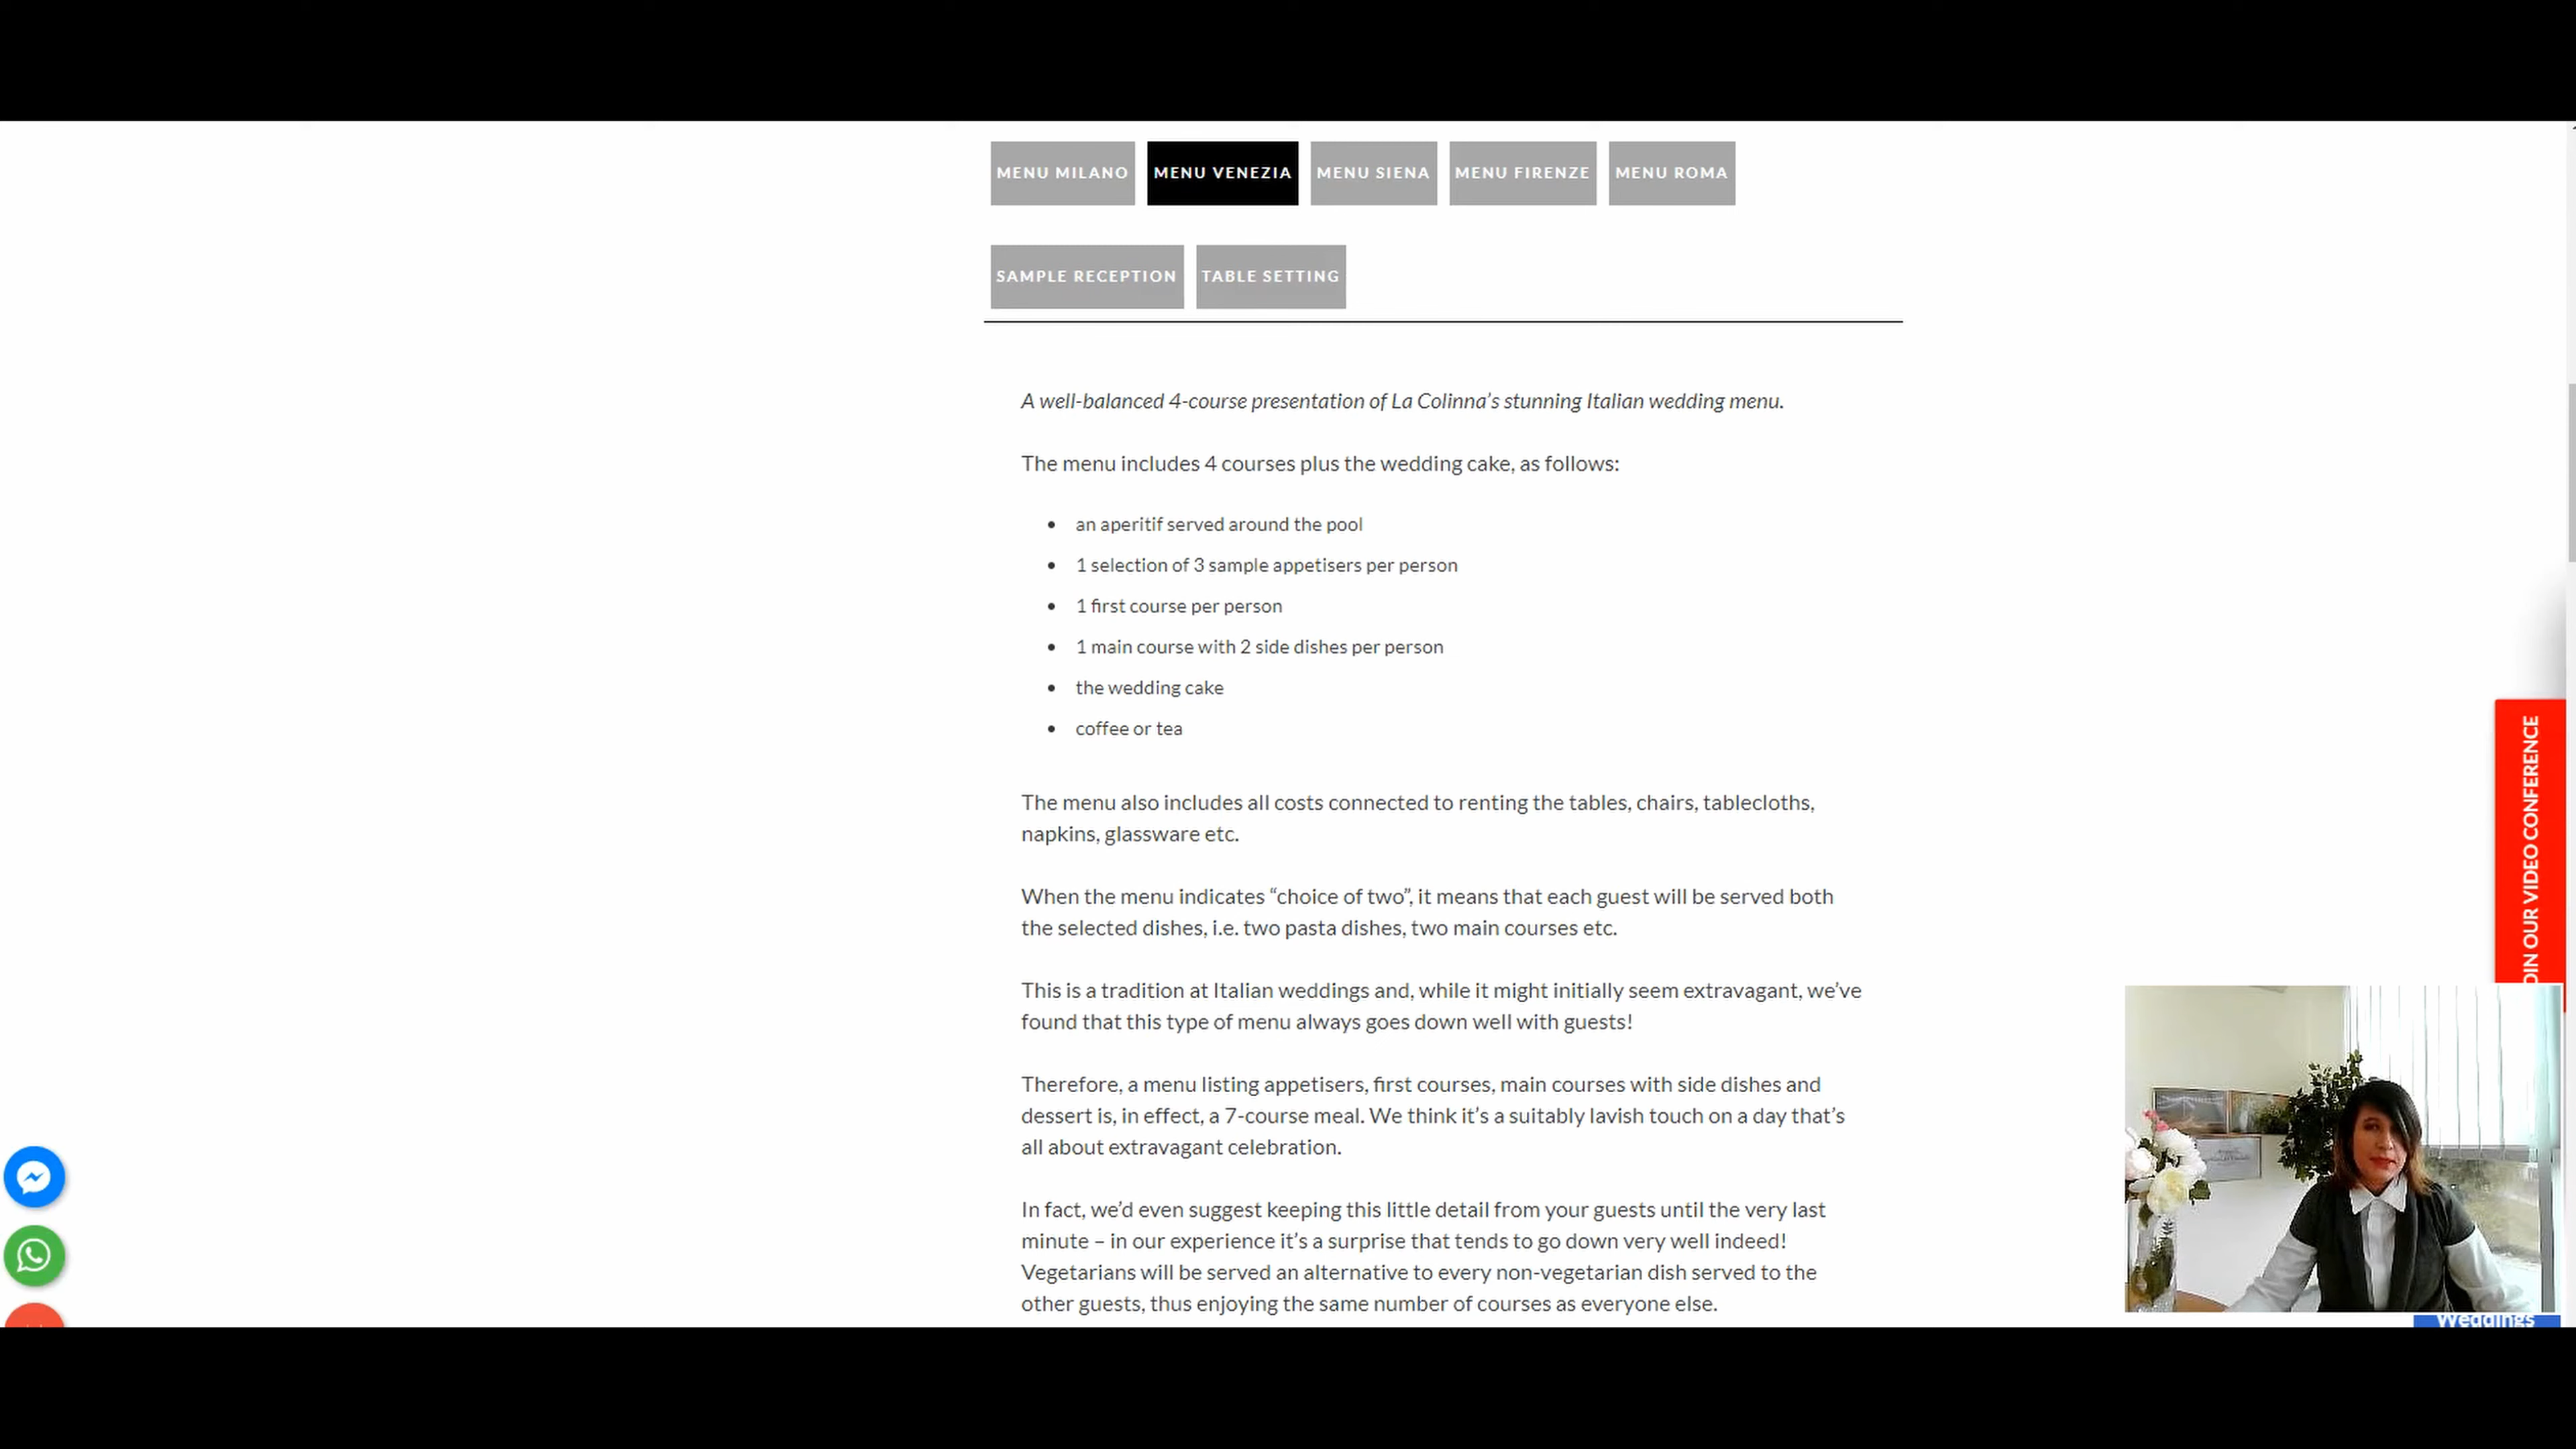 MENU MILANO MENU VENEZIA MENU SIENA MENU FIRENZE MENU ROMA
SAMPLE RECEPTION TABLE SETTING
A well-balanced 4-course presentation of La Colinna's stunning Italian wedding menu.
The menu includes 4 courses plus the wedding cake, as follows:
• an aperitif served around the pool
• 1 selection of 3 sample appetisers per person
• 1 first course per person
• 1 main course with 2 side dishes per person
• the wedding cake
• coffee or tea
The menu also includes all costs connected to renting the tables, chairs, tablecloths,
napkins, glassware etc.
When the menu indicates “choice of two”, it means that each guest will be served both
the selected dishes, i.e. two pasta dishes, two main courses etc.
This is a tradition at Italian weddings and, while it might initially seem extravagant, we’ve
found that this type of menu always goes down well with guests!
Therefore, a menu listing appetisers, first courses, main courses with side dishes and
dessert is, in effect, a 7-course meal. We think it’s a suitably lavish touch on a day that’s
all about extravagant celebration.
In fact, we’d even suggest keeping this little detail from your guests until the very last
minute – in our experience it’s a surprise that tends to go down very well indeed!
Vegetarians will be served an alternative to every non-vegetarian dish served to the
other guests, thus enjoying the same number of courses as everyone else.
OIN OUR VIDEO CONFERENCE
Weddings